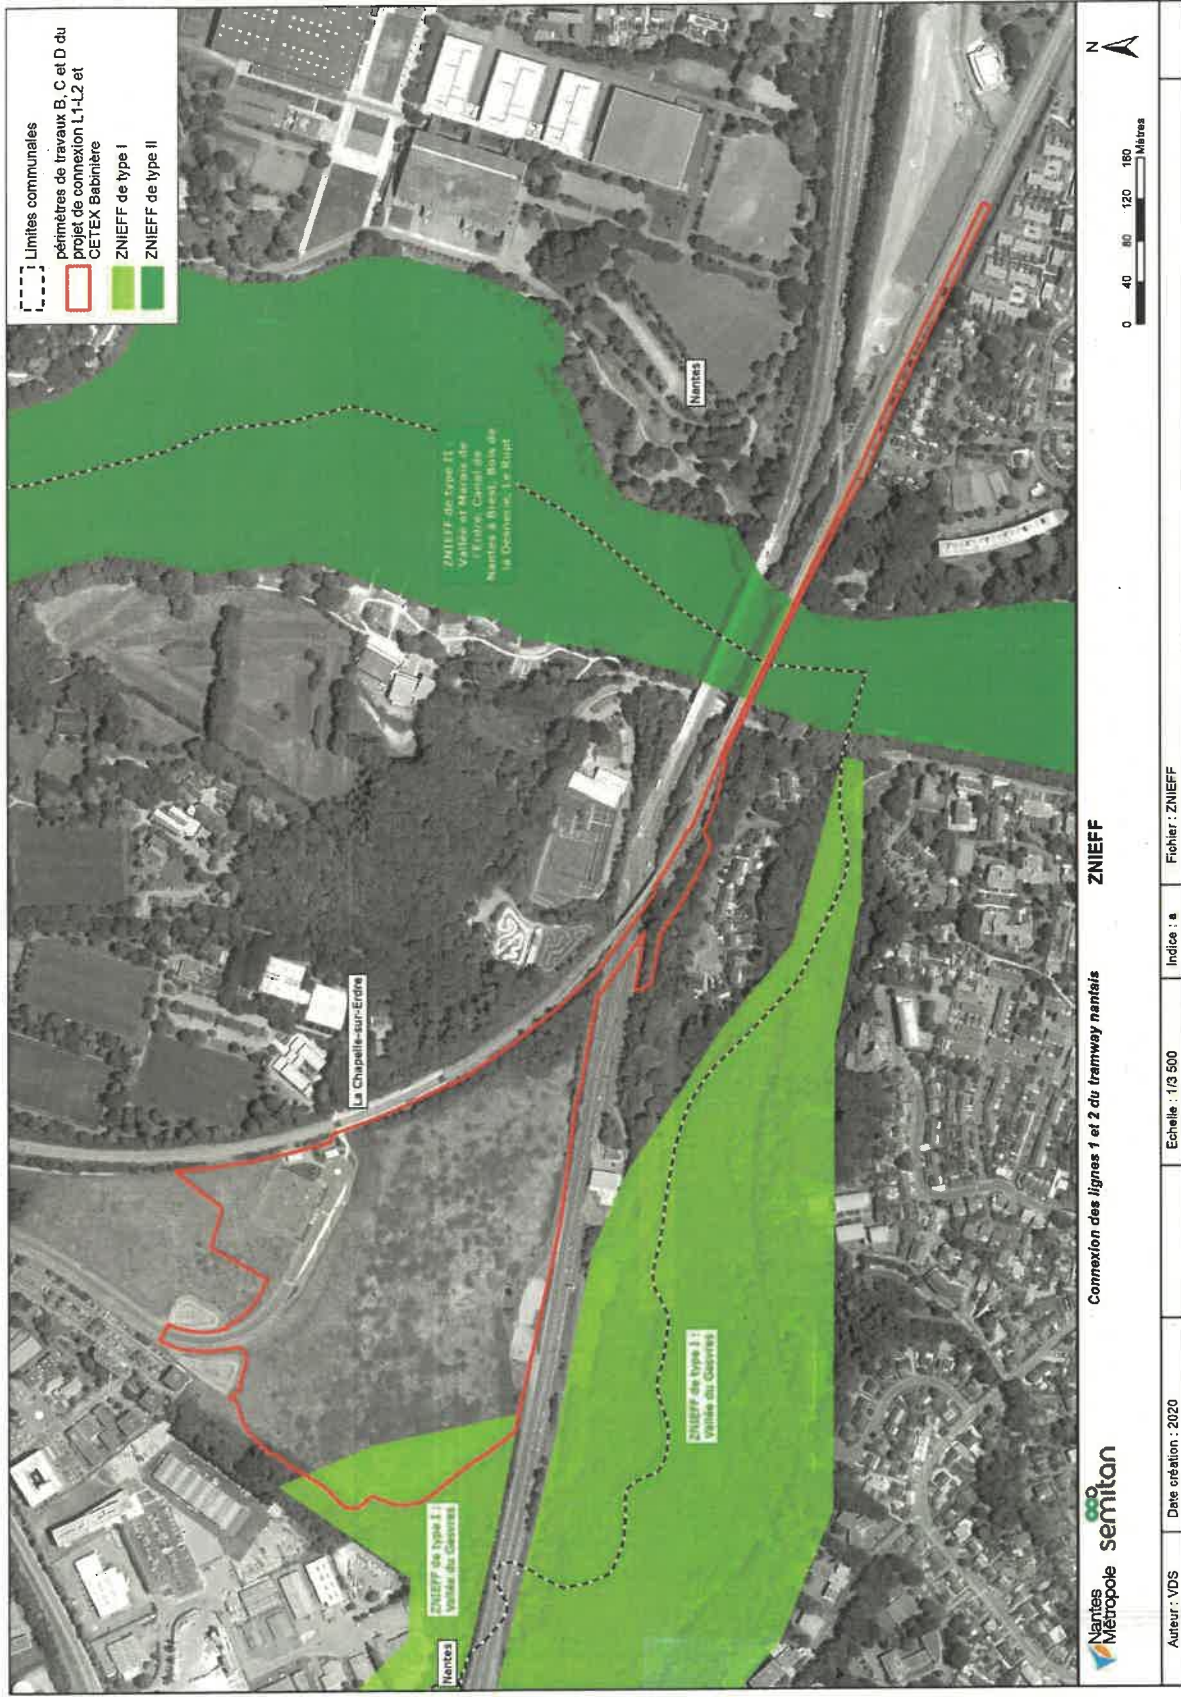 Limites communales
périmètres de travaux B, C et D du
projet de connexion L1-L2 et
CETEX Babinière
ZNIEFF de type I
ZNIEFF de type II
ZNIEFF de type II :
Vallée et Marais de
l'Erdre, Canal de
Nantes à Brest, Bois de
la Desnerie, Le Rupt
Nantes
La Chapelle-sur-Erdre
ZNIEFF de type I :
Vallée du Gesvres
ZNIEFF de type I :
Vallée du Gesvres
Nantes
N
0 40 80 120 160
Mètres
Nantes
Métropole
semitan
Connexion des lignes 1 et 2 du tramway nantais
ZNIEFF
Auteur : VDS
Date création : 2020
Echelle : 1/3 500
Indice : a
Fichier : ZNIEFF